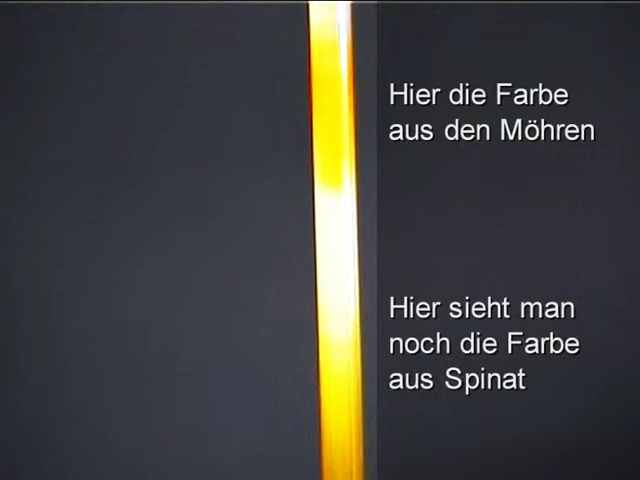 Hier die Farbe
aus den Möhren
Hier sieht man
noch die Farbe
aus Spinat